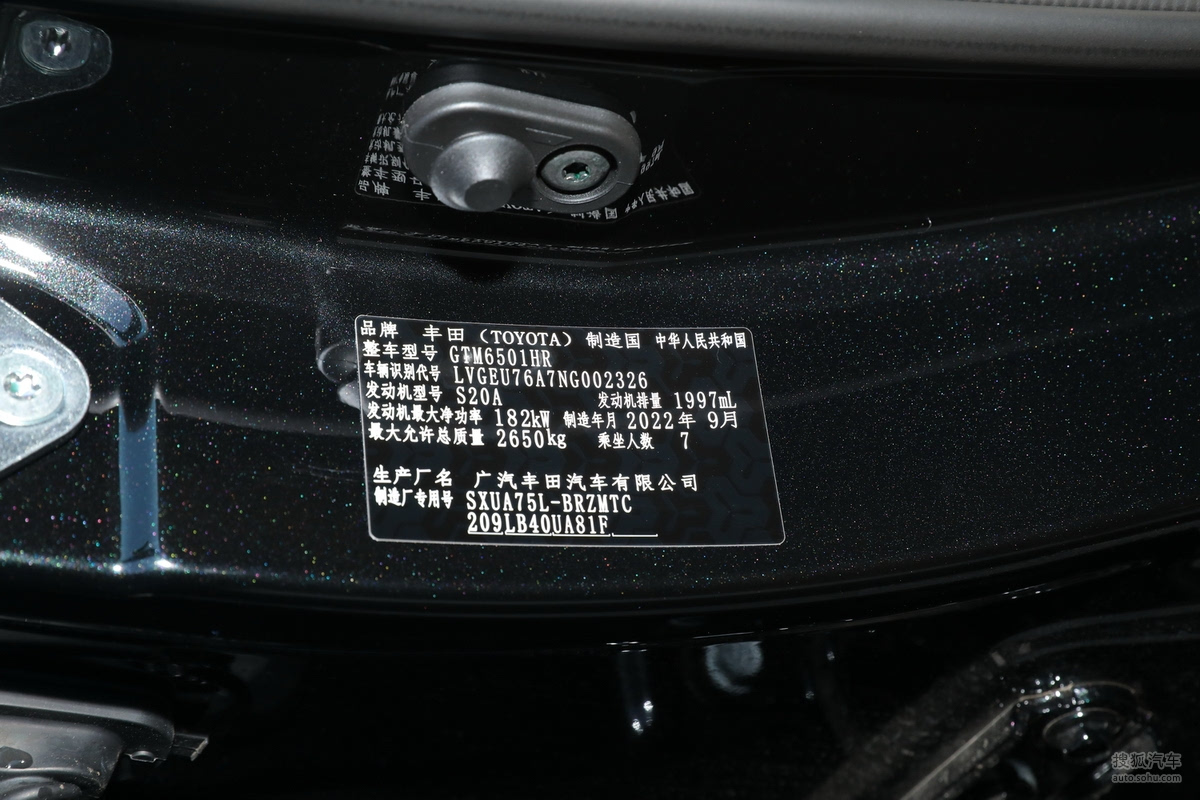 品牌 丰田（TOYOTA）制造国 中华人民共和国
整车型号 GTM6501HR
车辆识别代号 LVGEU76A7NG002326
发动机型号 S20A 发动机排量 1997mL
发动机最大净功率 182kW 制造年月 2022年 9月
最大允许总质量 2650kg 乘坐人数 7
生产厂名 广汽丰田汽车有限公司
制造厂专用号 SXUA75L-BRZMTC
209LB40UA81F
搜狐汽车
auto.sohu.com